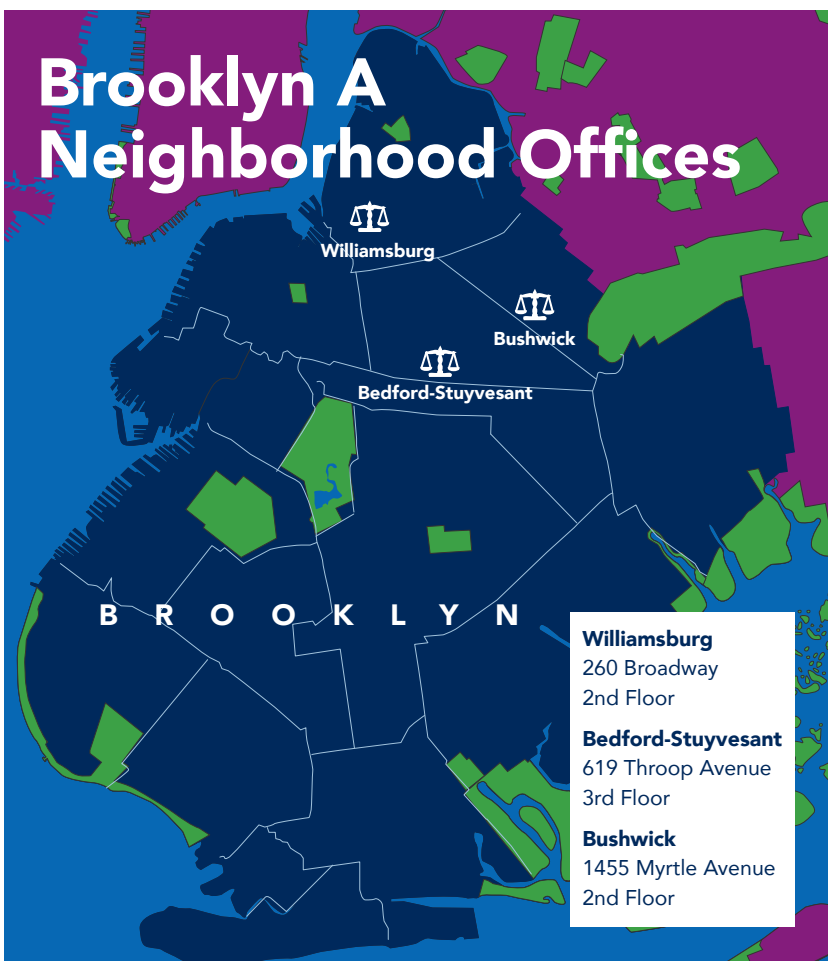 Brooklyn A
Neighborhood Offices
Williamsburg
Bushwick
Bedford-Stuyvesant
BROOKLYN
Williamsburg
260 Broadway
2nd Floor
Bedford-Stuyvesant
619 Throop Avenue
3rd Floor
Bushwick
1455 Myrtle Avenue
2nd Floor